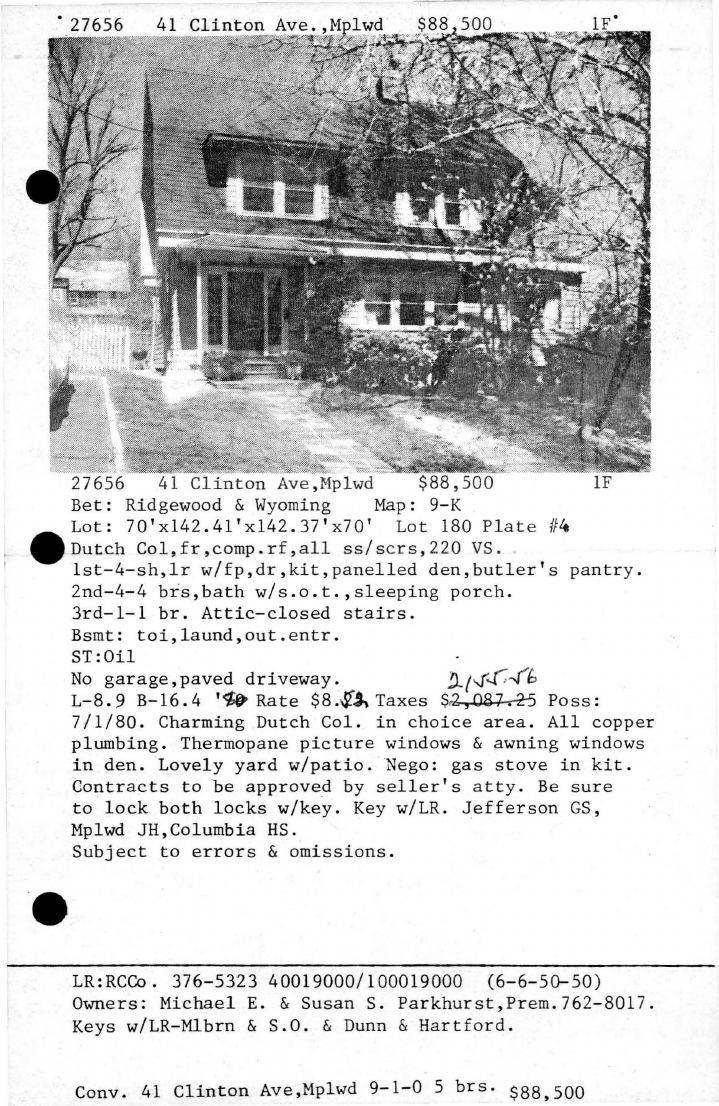 27656 41 Clinton Ave.,Mplwd $88,500 1F
27656 41 Clinton Ave,Mplwd $88,500 1F
Bet: Ridgewood & Wyoming Map: 9-K
Lot: 70'x142.41'x142.37'x70' Lot 180 Plate #4
Dutch Col,fr,comp.rf,all ss/scrs,220 VS.
1st-4-sh,lr w/fp,dr,kit,panelled den,butler's pantry.
2nd-4-4 brs,bath w/s.o.t.,sleeping porch.
3rd-1-1 br. Attic-closed stairs.
Bsmt: toi,laund,out.entr.
ST:Oil
No garage,paved driveway. 2,155.56
L-8.9 B-16.4 Rate $8. Taxes $2,087.25 Poss:
7/1/80. Charming Dutch Col. in choice area. All copper
plumbing. Thermopane picture windows & awning windows
in den. Lovely yard w/patio. Nego: gas stove in kit.
Contracts to be approved by seller's atty. Be sure
to lock both locks w/key. Key w/LR. Jefferson GS,
Mplwd JH,Columbia HS.
Subject to errors & omissions.
LR:RCCo. 376-5323 40019000/100019000 (6-6-50-50)
Owners: Michael E. & Susan S. Parkhurst,Prem.762-8017.
Keys w/LR-Mlbrn & S.O. & Dunn & Hartford.
Conv. 41 Clinton Ave,Mplwd 9-1-0 5 brs. $88,500